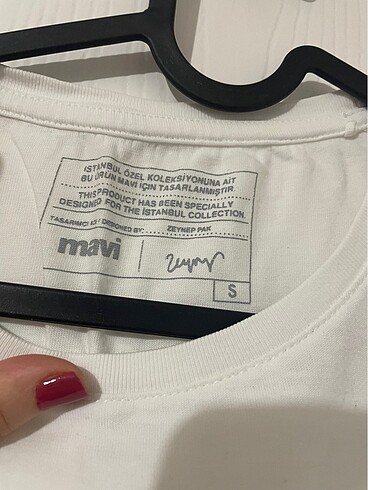 İSTANBUL ÖZEL KOLEKSİYONUNA AİT
BU ÜRÜN MAVİ İÇİN TASARLANMIŞTIR.
THIS PRODUCT HAS BEEN SPECIALLY
DESIGNED FOR THE İSTANBUL COLLECTION.
TASARIMCI DESIGNED BY: ZEYNEP PAK
mavi
Zeynep
S